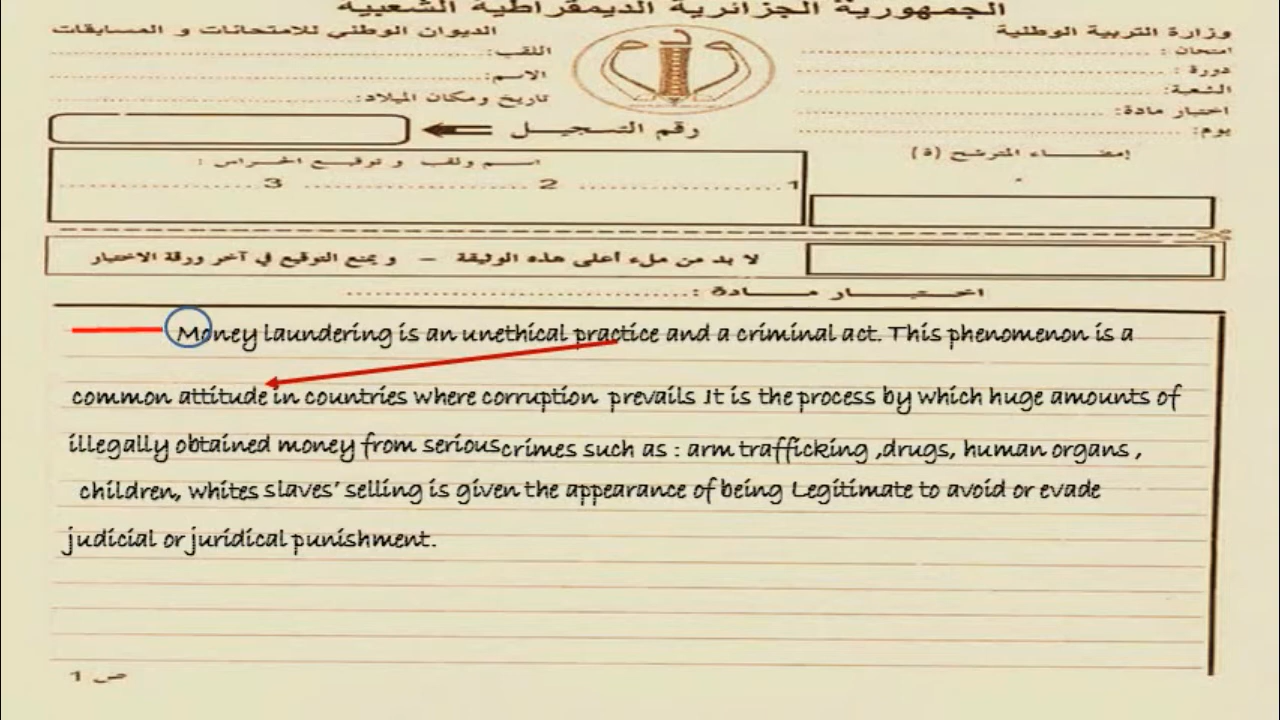 الجمهورية الجزائرية الديمقراطية الشعبية
وزارة التربية الوطنية
الديوان الوطني للامتحانات و المسابقات
امتحان :
اللقب:
دورة :
الاسم:
الشعبة:
تاريخ ومكان الميلاد:
اختبار مادة:
يوم:
رقم التسجيل
إمضاء المترشح (ة)
اسم ولقب و توقيع الحراس :
1 2 3
لا بد من ملء أعلى هذه الوثيقة – و يمنع التوقيع في آخر ورقة الاختبار
اختبار مادة :
Money laundering is an unethical practice and a criminal act. This phenomenon is a
common attitude in countries where corruption prevails .It is the process by which huge amounts of
illegally obtained money from serious crimes such as : arm trafficking ,drugs, human organs ,
children, whites slaves’ selling is given the appearance of being Legitimate to avoid or evade
judicial or juridical punishment.
ص 1